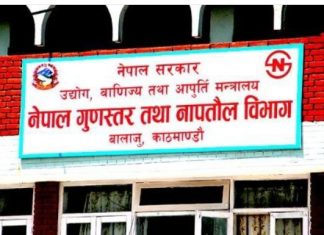 नेपाल सरकार
उद्योग, बाणिज्य तथा आपुर्ति मन्त्रालय
नेपाल गुणस्तर तथा नापतौल विभाग
बालाजु, काठमाण्डौ